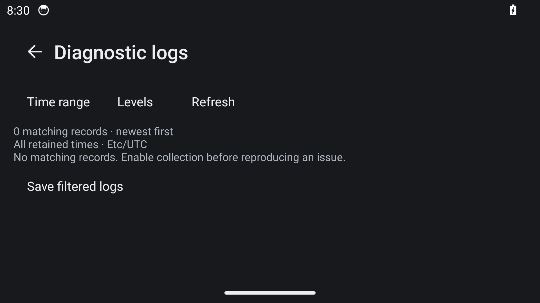 8:30
Diagnostic logs
Time range Levels Refresh
0 matching records · newest first
All retained times · Etc/UTC
No matching records. Enable collection before reproducing an issue.
Save filtered logs